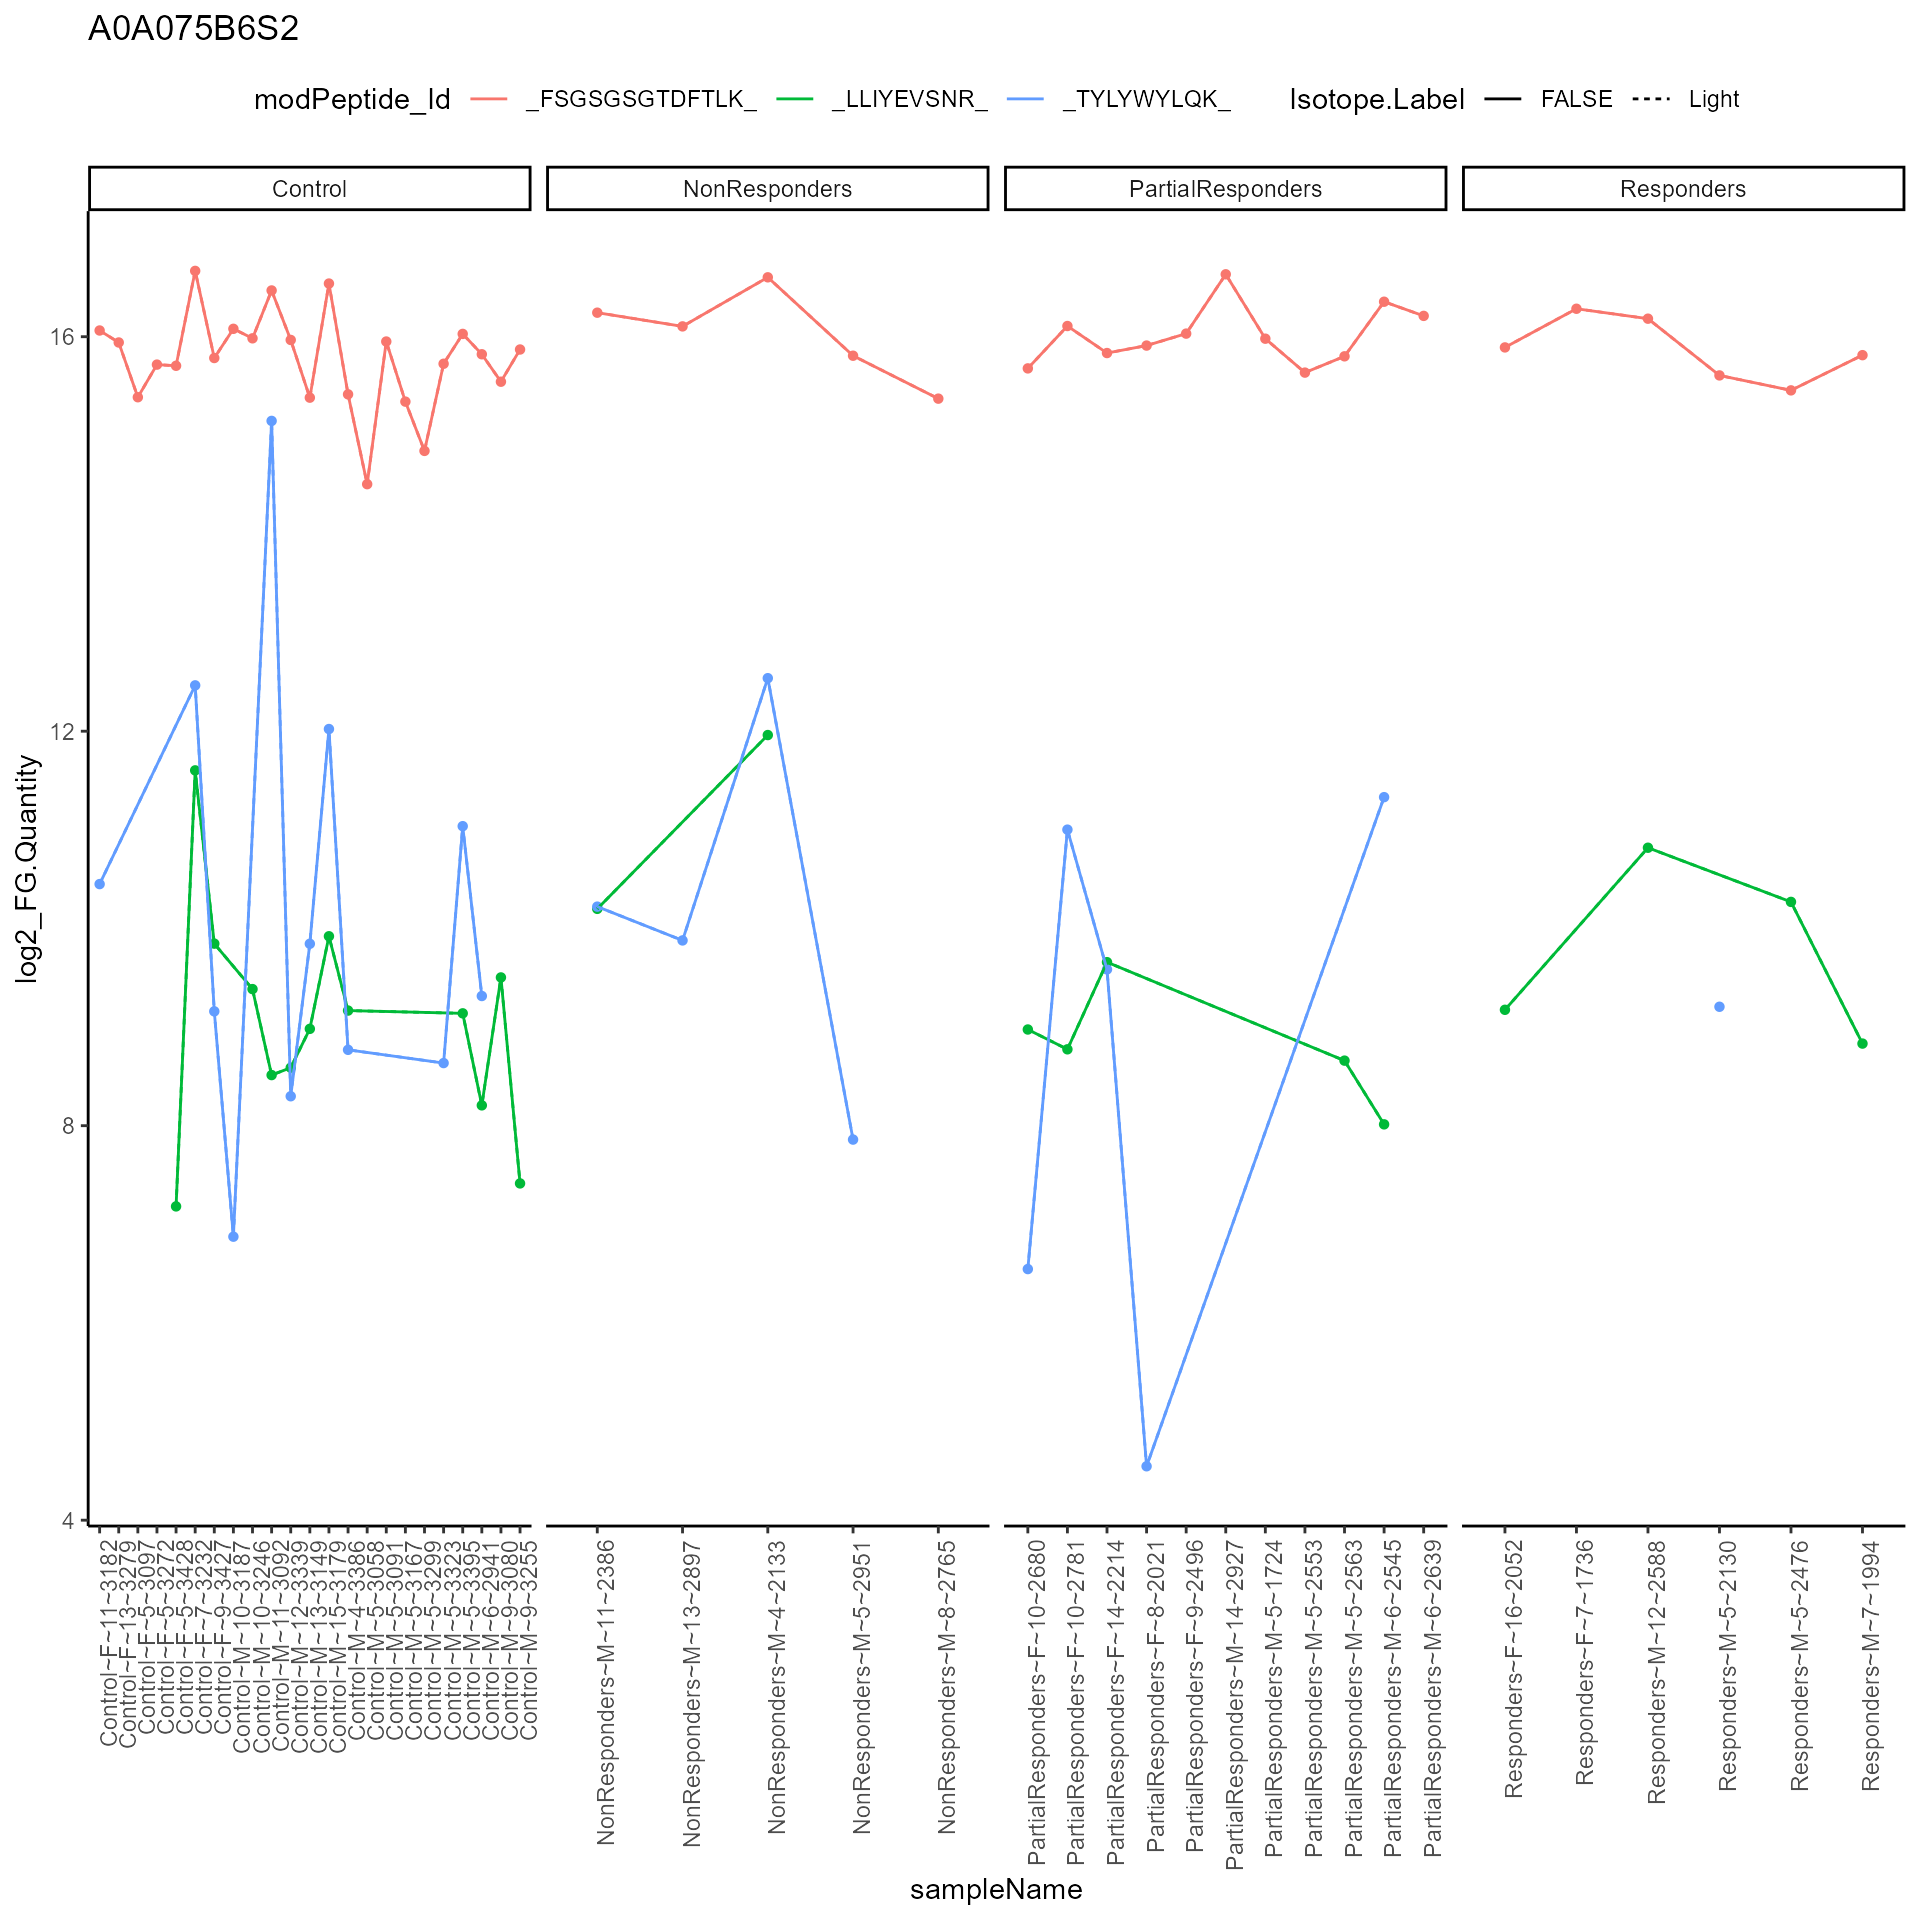 A0A075B6S2
modPeptide_Id _FSGSGSGTDFTLK_ _LLIYEVSNR_ _TYLYWYLQK_ Isotope.Label FALSE Light
Control
NonResponders
PartialResponders
Responders
log2_FG.Quantity
16
12
8
4
Control~F~11~3182
Control~F~13~3279
Control~F~5~3097
Control~F~5~3272
Control~F~5~3428
Control~F~7~3232
Control~F~9~3427
Control~M~10~3187
Control~M~10~3246
Control~M~11~3092
Control~M~12~3339
Control~M~13~3149
Control~M~15~3179
Control~M~4~3386
Control~M~5~3058
Control~M~5~3091
Control~M~5~3167
Control~M~5~3299
Control~M~5~3323
Control~M~5~3395
Control~M~6~2941
Control~M~9~3080
Control~M~9~3255
NonResponders~M~11~2386
NonResponders~M~13~2897
NonResponders~M~4~2133
NonResponders~M~5~2951
NonResponders~M~8~2765
PartialResponders~F~10~2680
PartialResponders~F~10~2781
PartialResponders~F~14~2214
PartialResponders~F~8~2021
PartialResponders~F~9~2496
PartialResponders~M~14~2927
PartialResponders~M~5~1724
PartialResponders~M~5~2553
PartialResponders~M~5~2563
PartialResponders~M~6~2545
PartialResponders~M~6~2639
Responders~F~16~2052
Responders~F~7~1736
Responders~M~12~2588
Responders~M~5~2130
Responders~M~5~2476
Responders~M~7~1994
sampleName